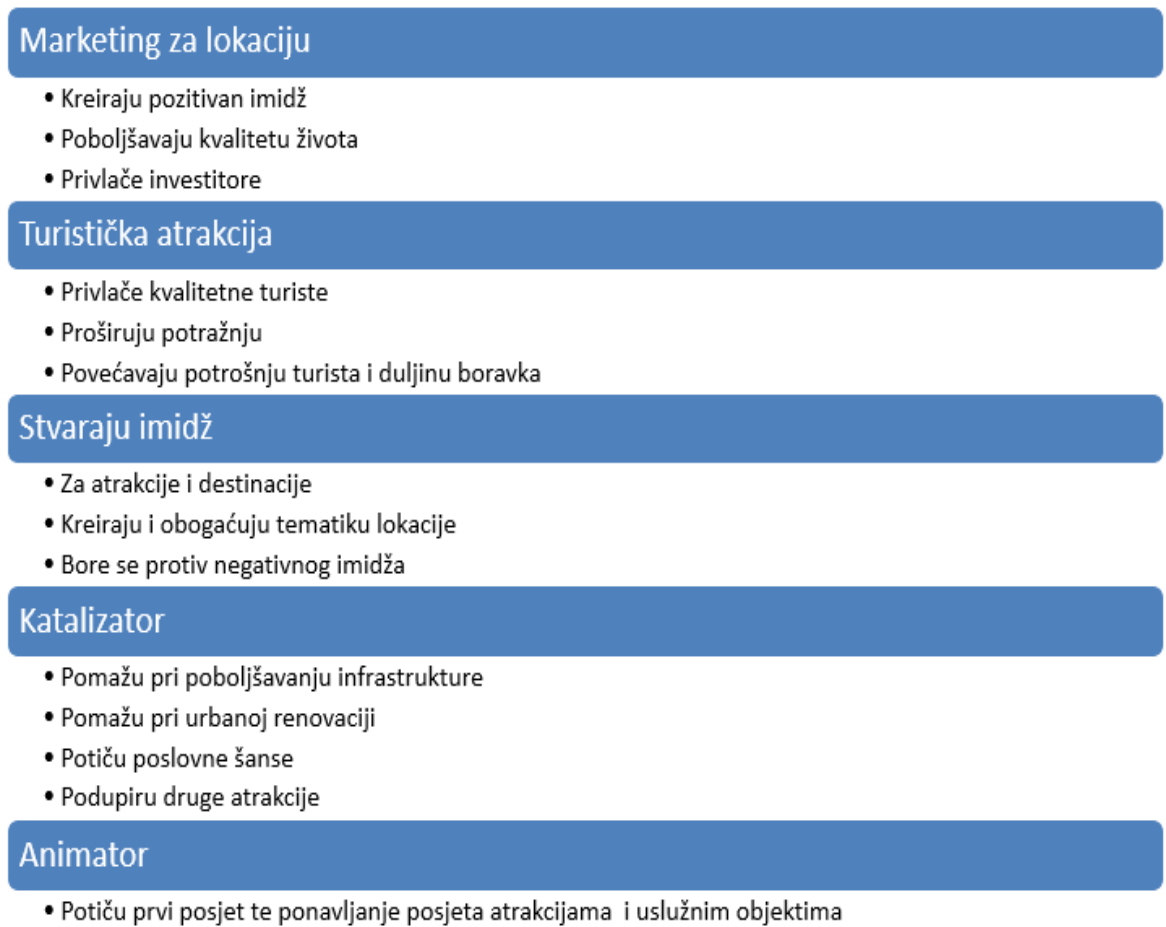 Marketing za lokaciju
• Kreiraju pozitivan imidž
• Poboljšavaju kvalitetu života
• Privlače investitore
Turistička atrakcija
• Privlače kvalitetne turiste
• Proširuju potražnju
• Povećavaju potrošnju turista i duljinu boravka
Stvaraju imidž
• Za atrakcije i destinacije
• Kreiraju i obogaćuju tematiku lokacije
• Bore se protiv negativnog imidža
Katalizator
• Pomažu pri poboljšavanju infrastrukture
• Pomažu pri urbanoj renovaciji
• Potiču poslovne šanse
• Podupiru druge atrakcije
Animator
• Potiču prvi posjet te ponavljanje posjeta atrakcijama  i uslužnim objektima